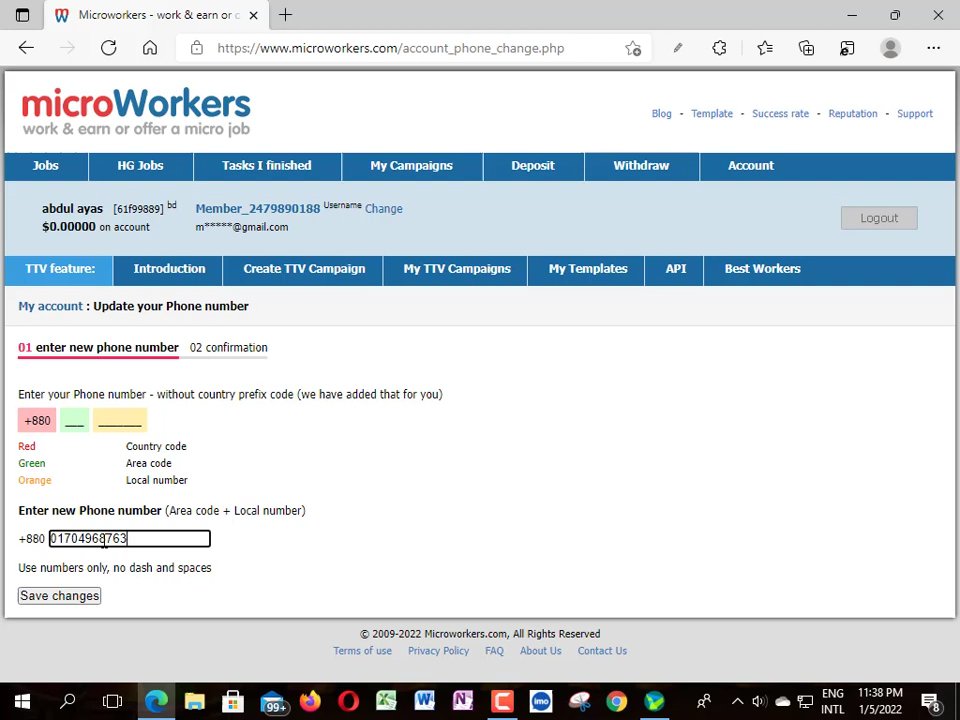 Microworkers - work & earn or c
https://www.microworkers.com/account_phone_change.php
microWorkers
work & earn or offer a micro job
Blog - Template - Success rate - Reputation - Support
Jobs HG Jobs Tasks I finished My Campaigns Deposit Withdraw Account
abdul ayas [61f99889] bd Member_2479890188 Username Change
$0.00000 on account m*****@gmail.com
Logout
TTV feature: Introduction Create TTV Campaign My TTV Campaigns My Templates API Best Workers
My account : Update your Phone number
01 enter new phone number 02 confirmation
Enter your Phone number - without country prefix code (we have added that for you)
+880 ___ _______
Red Country code
Green Area code
Orange Local number
Enter new Phone number (Area code + Local number)
+880 01704968763
Use numbers only, no dash and spaces
Save changes
© 2009-2022 Microworkers.com, All Rights Reserved
Terms of use Privacy Policy FAQ About Us Contact Us
99+ imo ENG 11:38 PM
INTL 1/5/2022 8